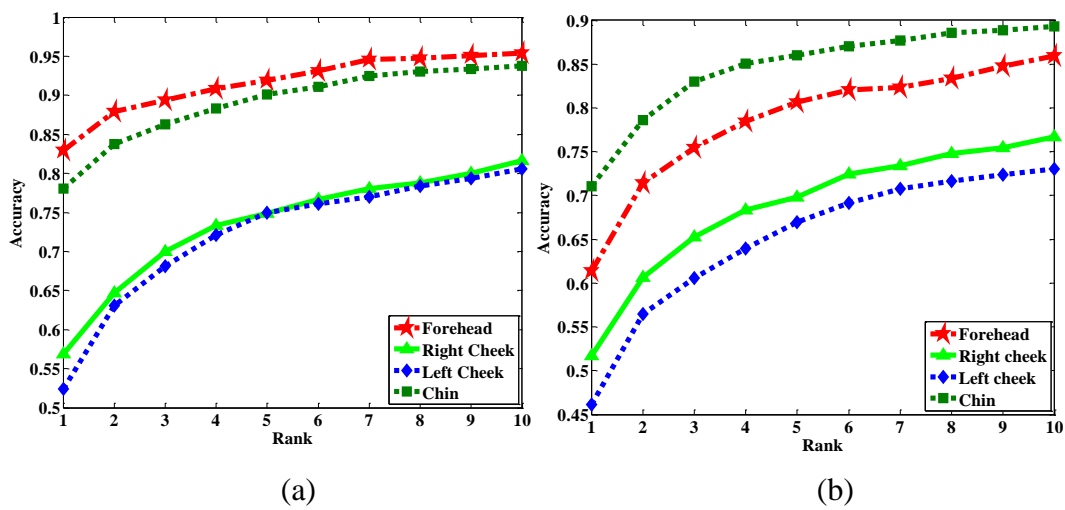 1
0.95
0.9
0.85
0.8
0.75
0.7
0.65
0.6
0.55
0.5
Accuracy
1 2 3 4 5 6 7 8 9 10
Rank
Forehead
Right Cheek
Left Cheek
Chin
(a)
0.9
0.85
0.8
0.75
0.7
0.65
0.6
0.55
0.5
0.45
Accuracy
1 2 3 4 5 6 7 8 9 10
Rank
Forehead
Right cheek
Left cheek
Chin
(b)